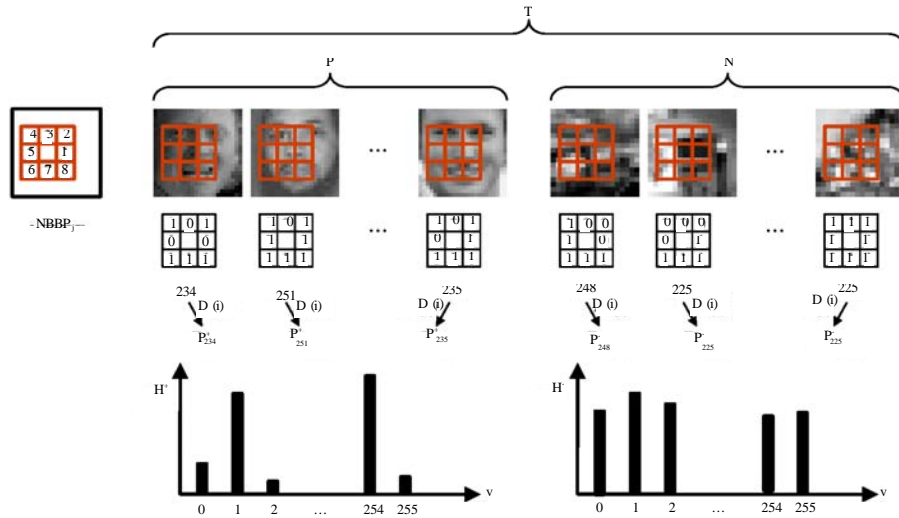 T
P N
4 3 2
5 1
6 7 8
NBBPj
... ...
1 0 1 1 0 1 1 0 1 1 0 0 0 0 0 1 1 1
0 0 1 1 0 1 1 0 0 1 1 1
1 1 1 1 1 1 1 1 1 1 1 1 1 1 1 1 1 1
... ...
234 251 235 248 225 225
D (i) D (i) D (i) D (i) D (i) D (i)
P+234 P+251 P+235 P-248 P-225 P-225
H+ H-
v v
0 1 2 ... 254 255 0 1 2 ... 254 255